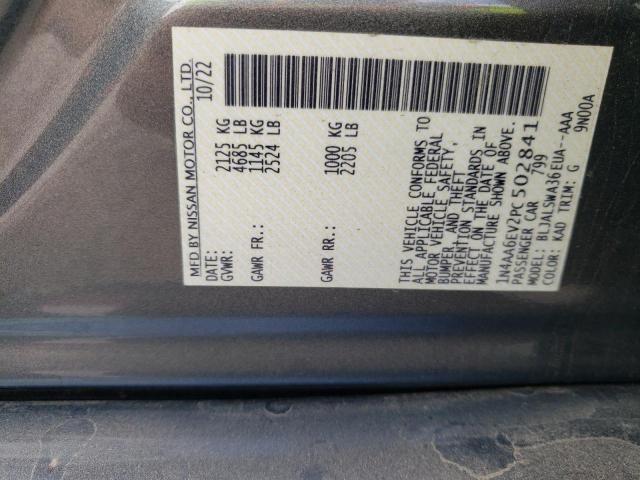 MFD BY NISSAN MOTOR CO., LTD.
DATE: 10/22
GVWR: 2125 KG
4685 LB
GAWR FR.: 1145 KG
2524 LB
GAWR RR.: 1000 KG
2205 LB
THIS VEHICLE CONFORMS TO
ALL APPLICABLE FEDERAL
MOTOR VEHICLE SAFETY,
BUMPER, AND THEFT
PREVENTION STANDARDS IN
EFFECT ON THE DATE OF
MANUFACTURE SHOWN ABOVE.
1N4AA6EV2PC502841
PASSENGER CAR 799
MODEL: BLJALSWA36EUA--AAA
COLOR: KAD TRIM: G 9N00A